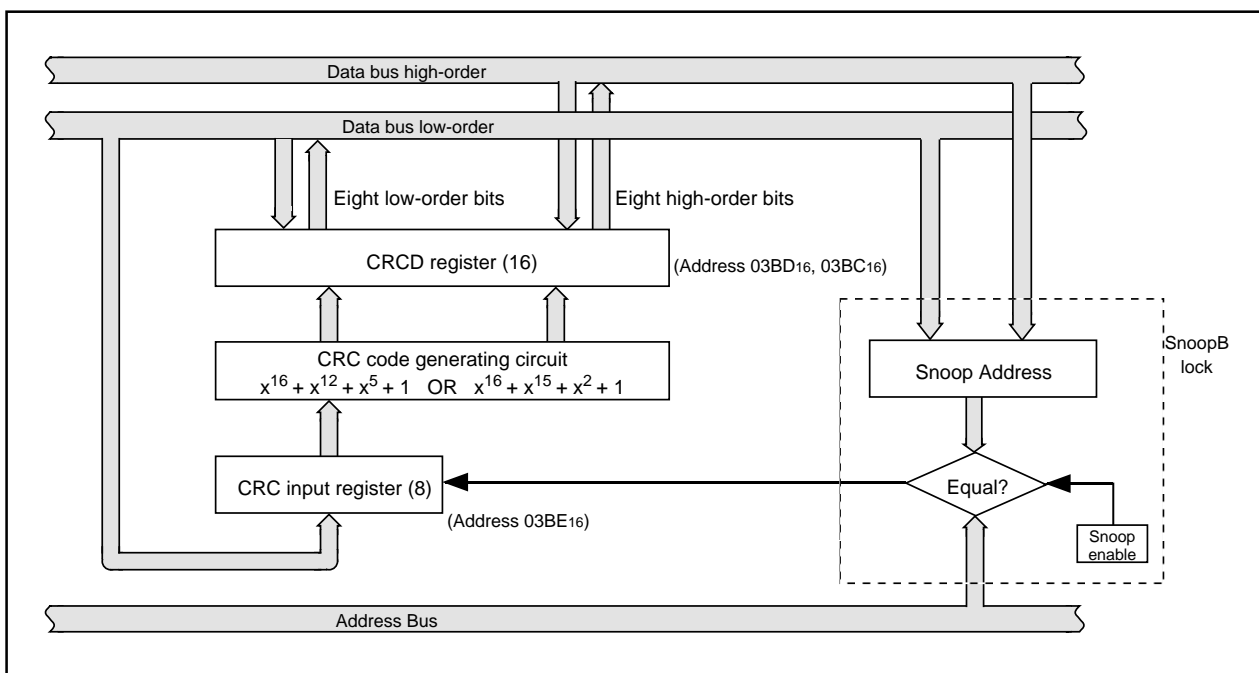 Data bus high-order
Data bus low-order
Eight low-order bits
Eight high-order bits
CRCD register (16)
(Address 03BD₁₆, 03BC₁₆)
CRC code generating circuit
x¹⁶ + x¹² + x⁵ + 1 OR x¹⁶ + x¹⁵ + x² + 1
SnoopB
lock
Snoop Address
CRC input register (8)
(Address 03BE₁₆)
Equal?
Snoop
enable
Address Bus